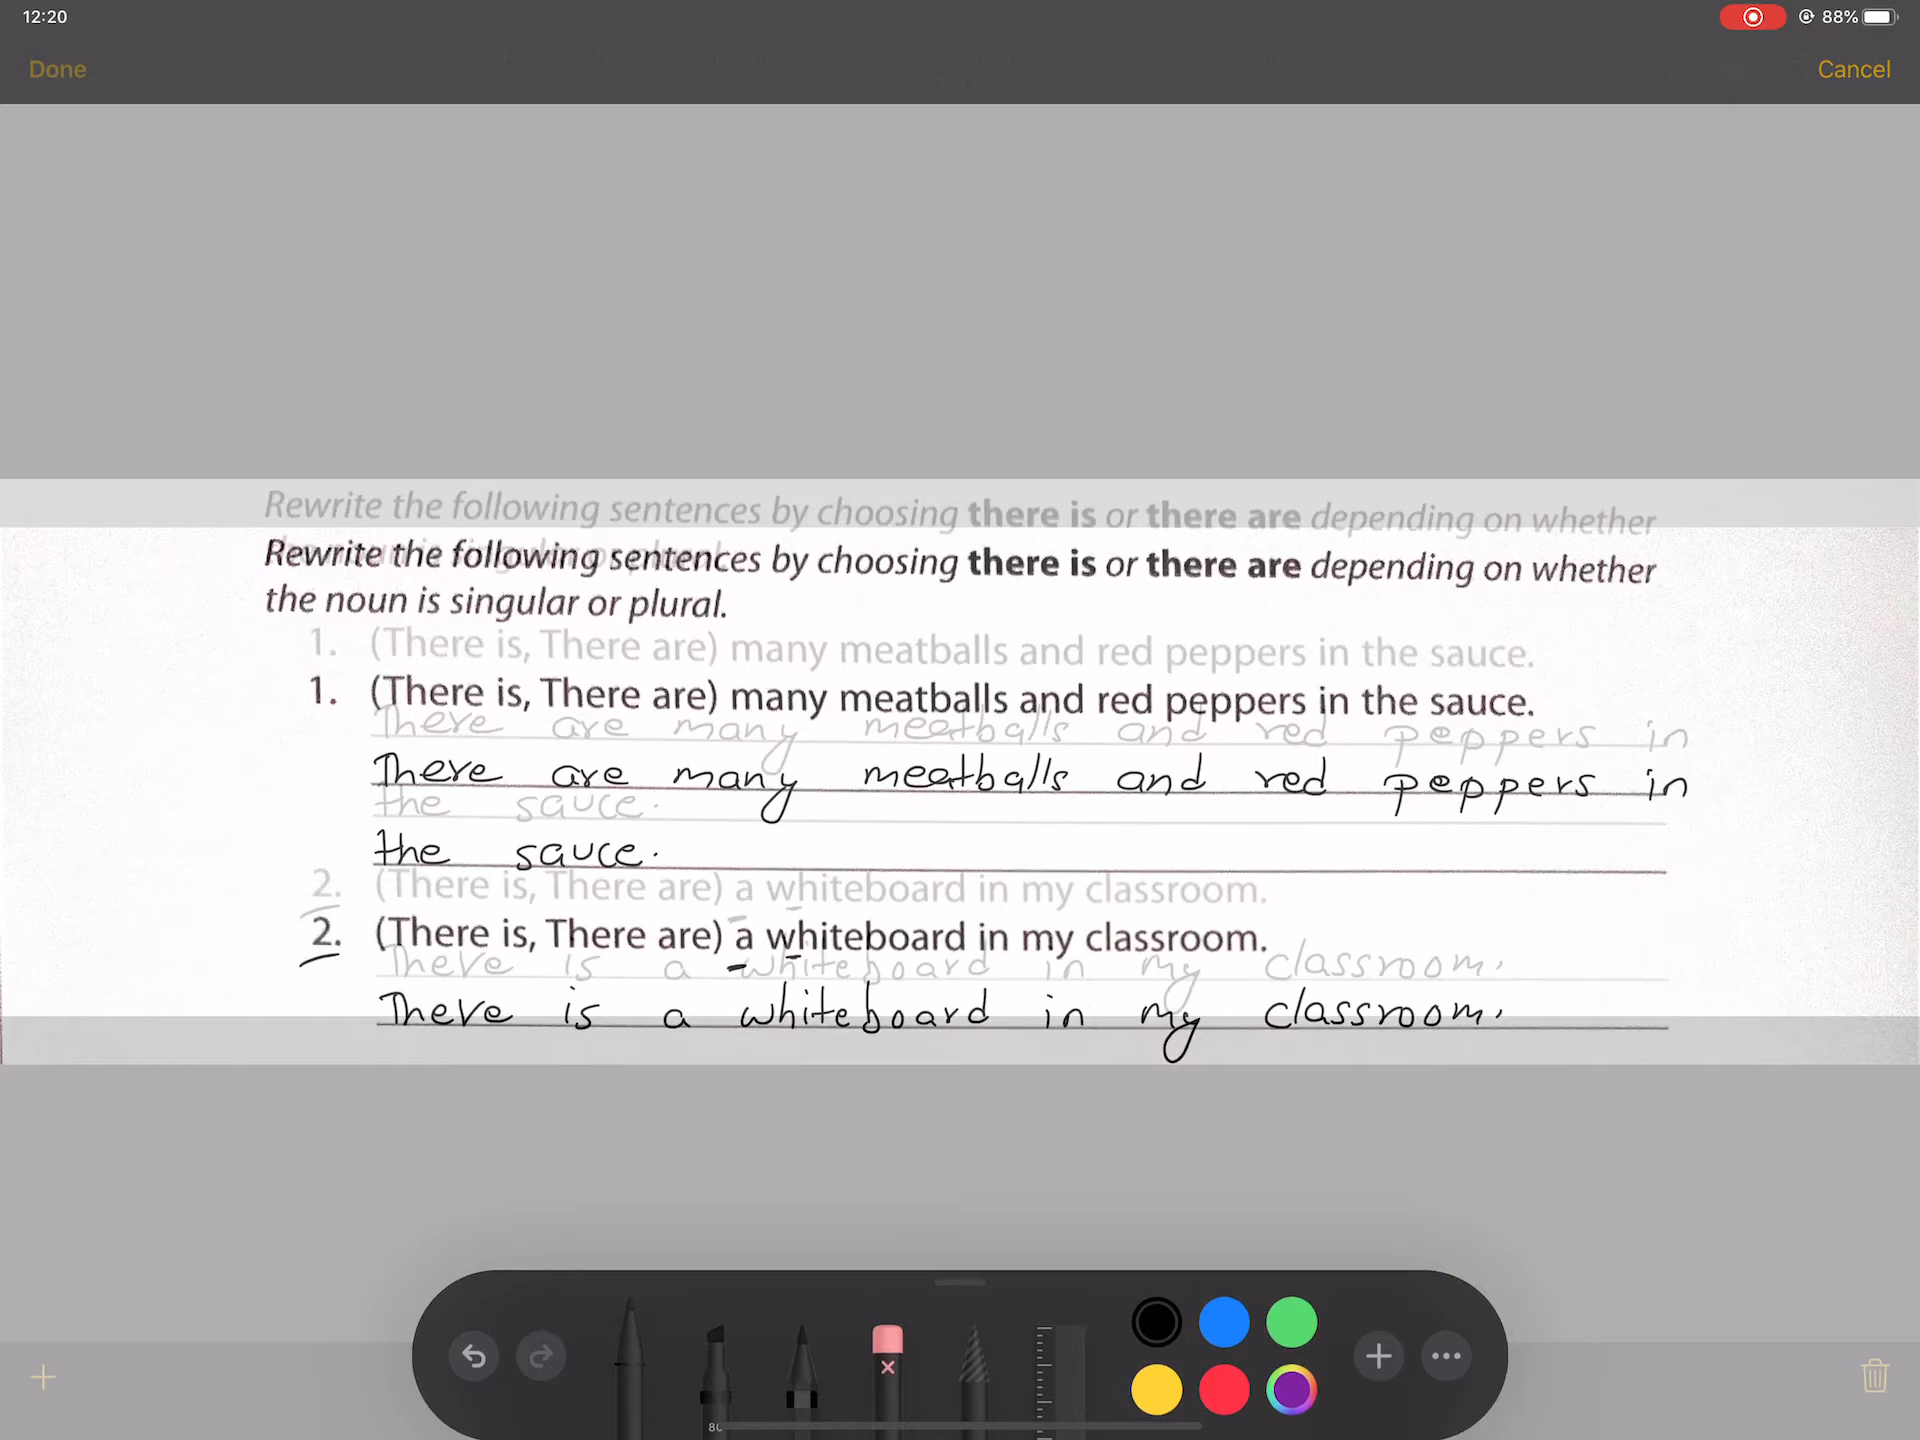 12:20
88%
Done
Cancel
Rewrite the following sentences by choosing there is or there are depending on whether
Rewrite the following sentences by choosing there is or there are depending on whether
the noun is singular or plural.
1. (There is, There are) many meatballs and red peppers in the sauce.
1. (There is, There are) many meatballs and red peppers in the sauce.
There are many meatballs and red peppers in
There are many meatballs and red peppers in
the sauce.
the sauce.
2. (There is, There are) a whiteboard in my classroom.
2. (There is, There are) a whiteboard in my classroom.
There is a whiteboard in my classroom.
There is a whiteboard in my classroom.